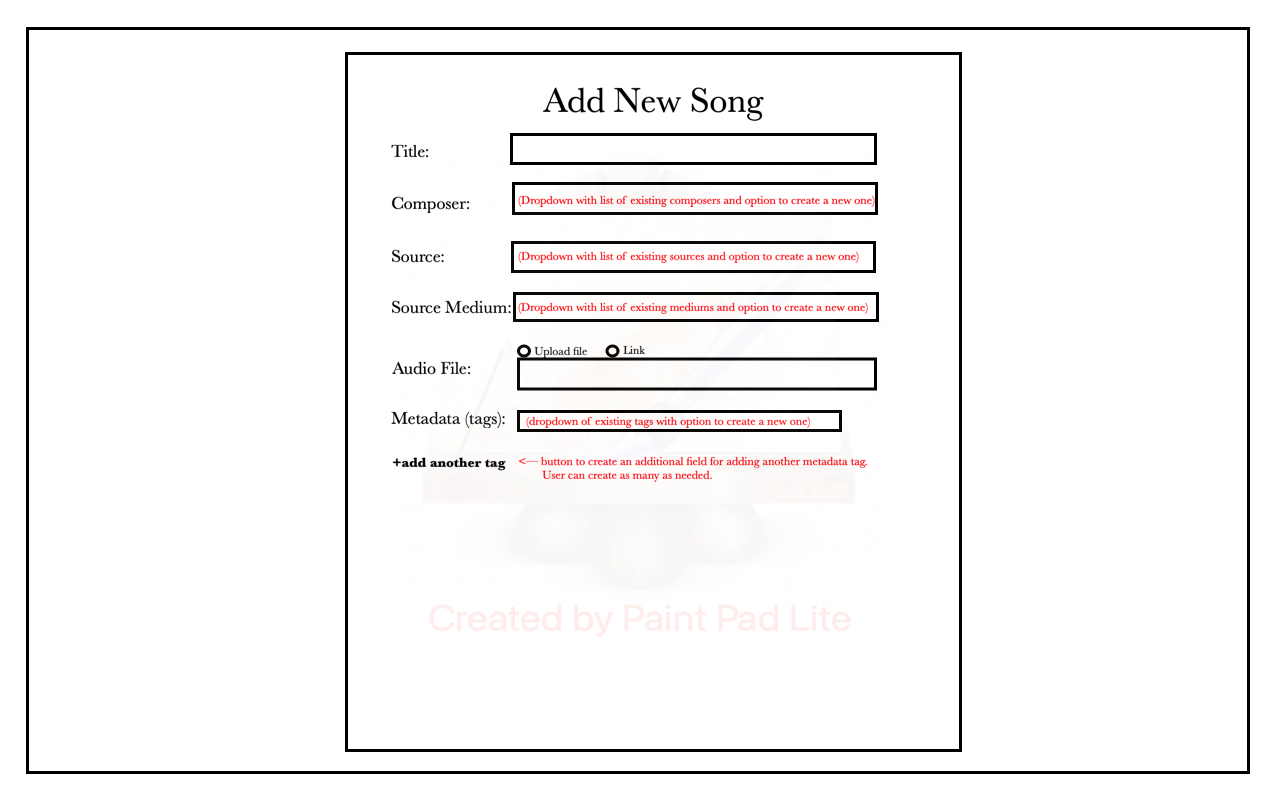 Add New Song
Title:
Composer: (Dropdown with list of existing composers and option to create a new one)
Source: (Dropdown with list of existing sources and option to create a new one)
Source Medium: (Dropdown with list of existing mediums and option to create a new one)
Upload file Link
Audio File:
Metadata (tags): (dropdown of existing tags with option to create a new one)
+add another tag <— button to create an additional field for adding another metadata tag.
User can create as many as needed.
Created by Paint Pad Lite